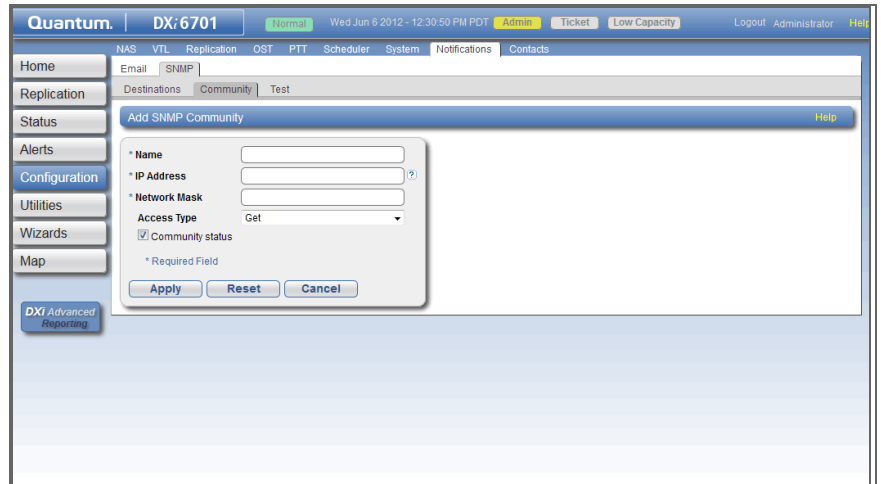 Quantum. DXi6701 Normal Wed Jun 6 2012 - 12:30:50 PM PDT Admin Ticket Low Capacity Logout Administrator Help
NAS VTL Replication OST PTT Scheduler System Notifications Contacts
Home
Email SNMP
Replication
Destinations Community Test
Status
Add SNMP Community Help
Alerts
* Name
Configuration
* IP Address ?
Utilities
* Network Mask
Access Type Get
Wizards
Community status
Map
* Required Field
Apply Reset Cancel
DXi Advanced
Reporting